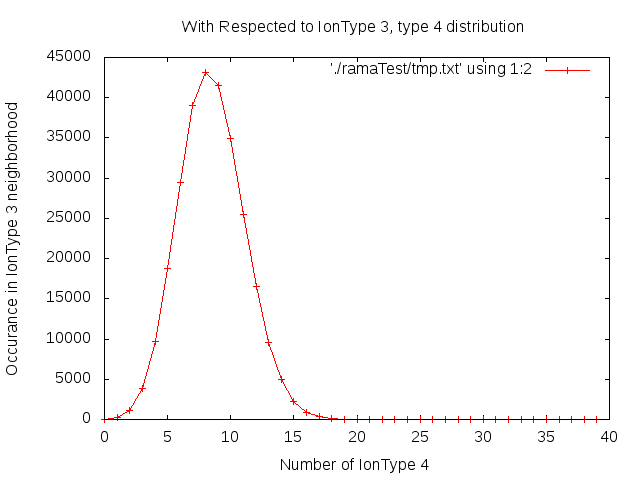 With Respected to IonType 3, type 4 distribution
'./ramaTest/tmp.txt' using 1:2
45000
40000
35000
30000
25000
20000
15000
10000
5000
0
Occurance in IonType 3 neighborhood
0 5 10 15 20 25 30 35 40
Number of IonType 4